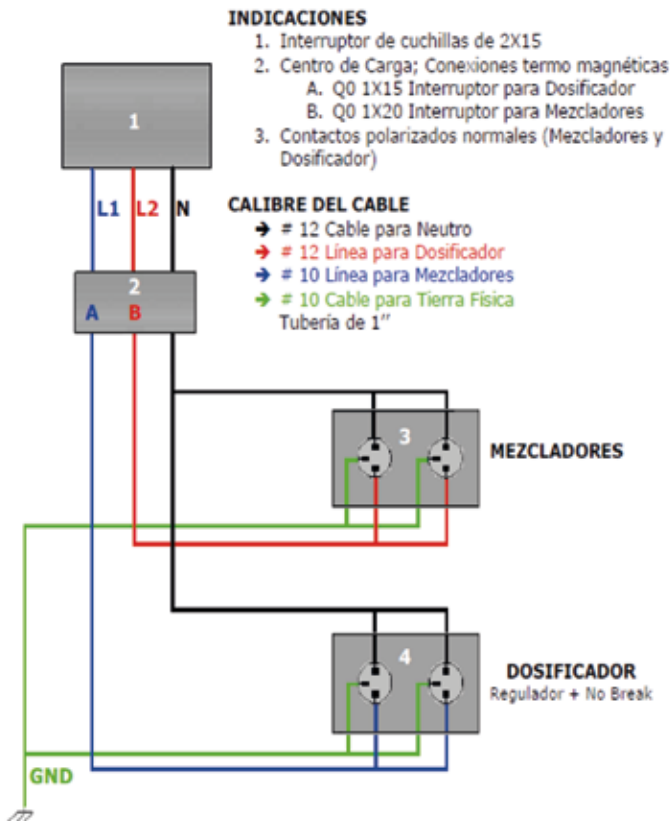 INDICACIONES
1. Interruptor de cuchillas de 2X15
2. Centro de Carga; Conexiones termo magnéticas
A. Q0 1X15 Interruptor para Dosificador
B. Q0 1X20 Interruptor para Mezcladores
3. Contactos polarizados normales (Mezcladores y
Dosificador)
1
L1 L2 N
CALIBRE DEL CABLE
➔ # 12 Cable para Neutro
➔ # 12 Línea para Dosificador
➔ # 10 Línea para Mezcladores
➔ # 10 Cable para Tierra Física
Tubería de 1’’
2
A B
3
MEZCLADORES
4
DOSIFICADOR
Regulador + No Break
GND